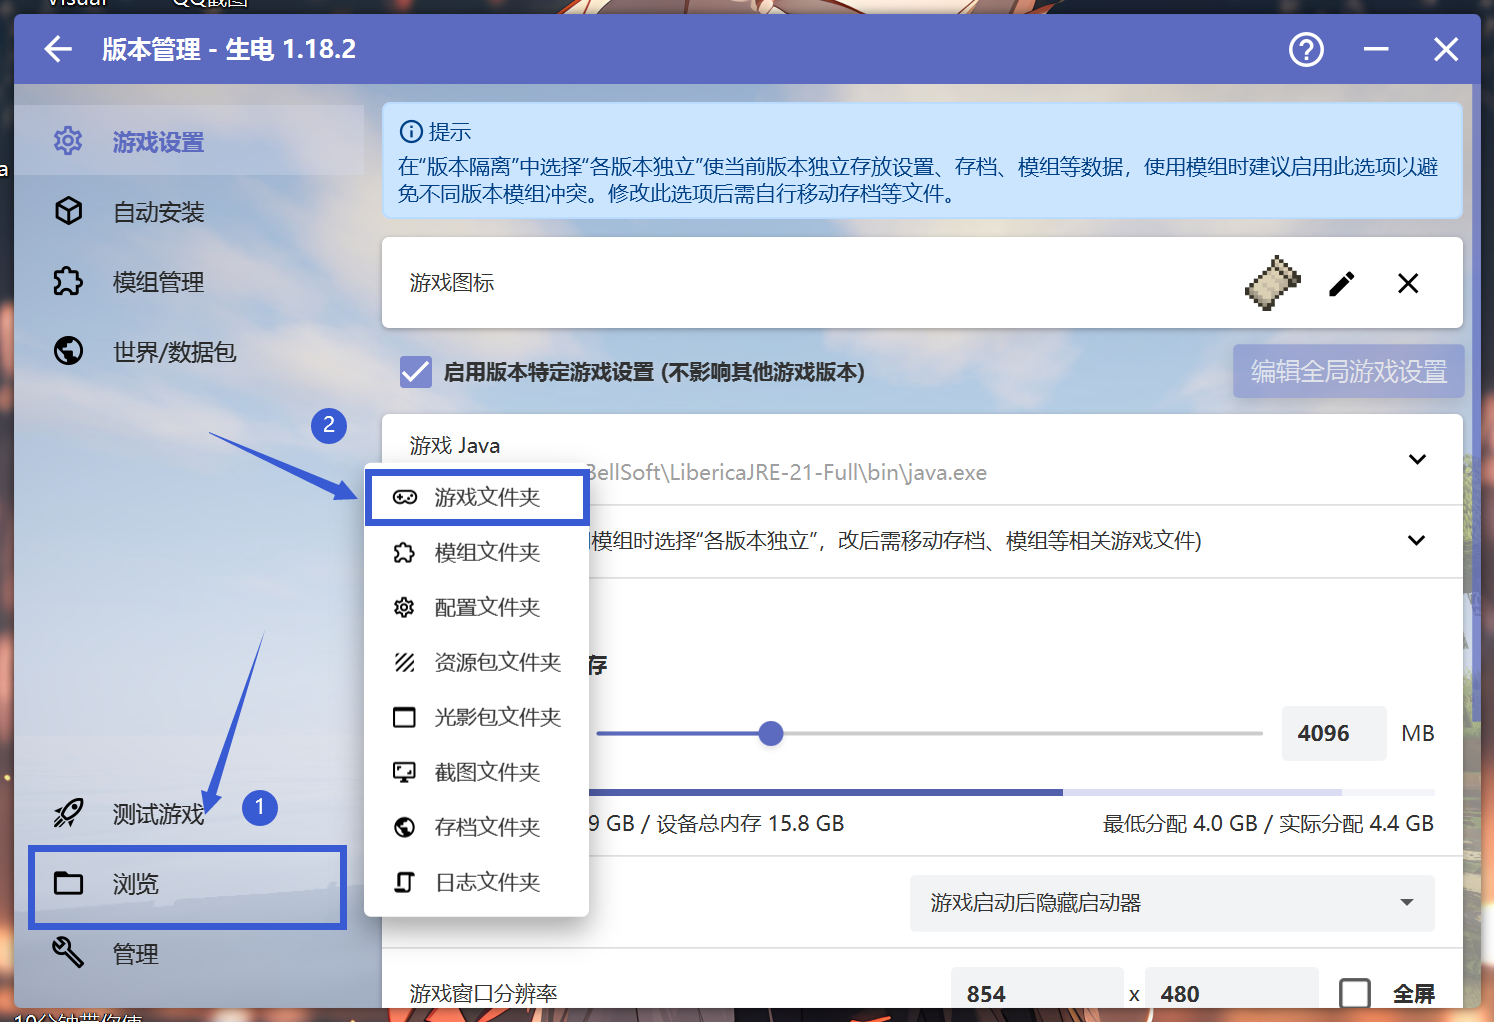 QQ截图
版本管理 - 生电 1.18.2
游戏设置
自动安装
模组管理
世界/数据包
提示
在“版本隔离”中选择“各版本独立”使当前版本独立存放设置、存档、模组等数据，使用模组时建议启用此选项以避
免不同版本模组冲突。修改此选项后需自行移动存档等文件。
游戏图标
启用版本特定游戏设置 (不影响其他游戏版本)
编辑全局游戏设置
2
游戏 Java
BellSoft\LibericaJRE-21-Full\bin\java.exe
游戏文件夹
模组文件夹
模组时选择“各版本独立”，改后需移动存档、模组等相关游戏文件)
配置文件夹
资源包文件夹
存
光影包文件夹
4096 MB
截图文件夹
存档文件夹
9 GB / 设备总内存 15.8 GB
最低分配 4.0 GB / 实际分配 4.4 GB
日志文件夹
测试游戏
1
浏览
管理
游戏启动后隐藏启动器
游戏窗口分辨率
854 x 480
全屏